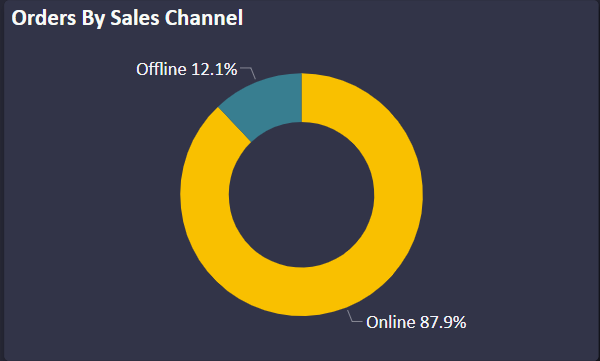 Orders By Sales Channel
Offline 12.1%
Online 87.9%